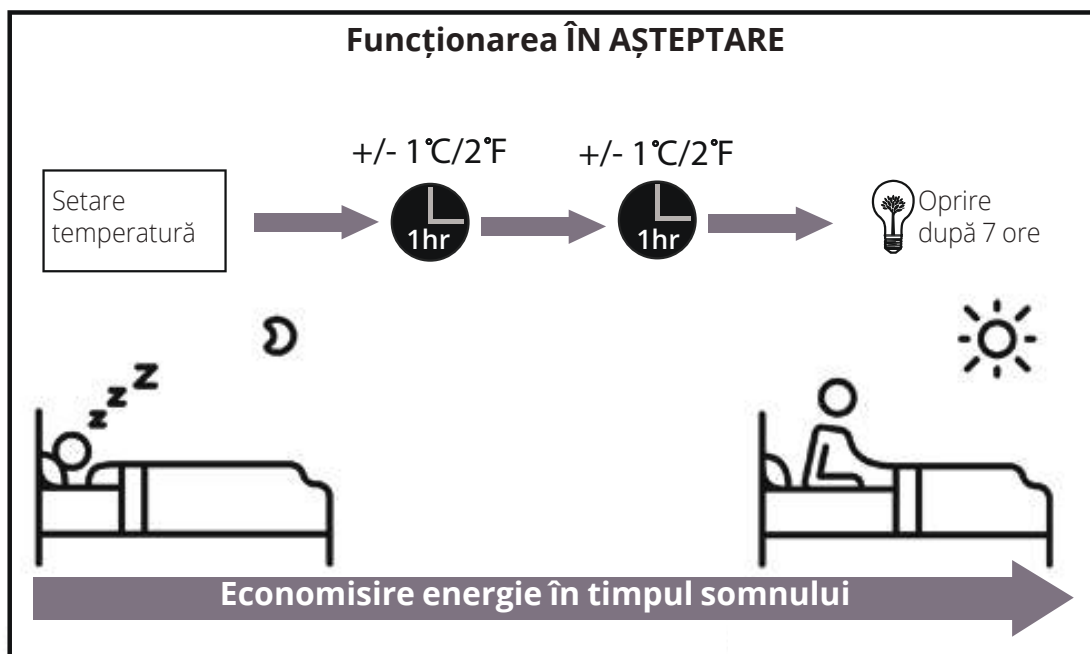 Funcționarea ÎN AȘTEPTARE
+/- 1°C/2°F
+/- 1°C/2°F
Setare
temperatură
1hr
1hr
Oprire
după 7 ore
z z Z
Economisire energie în timpul somnului